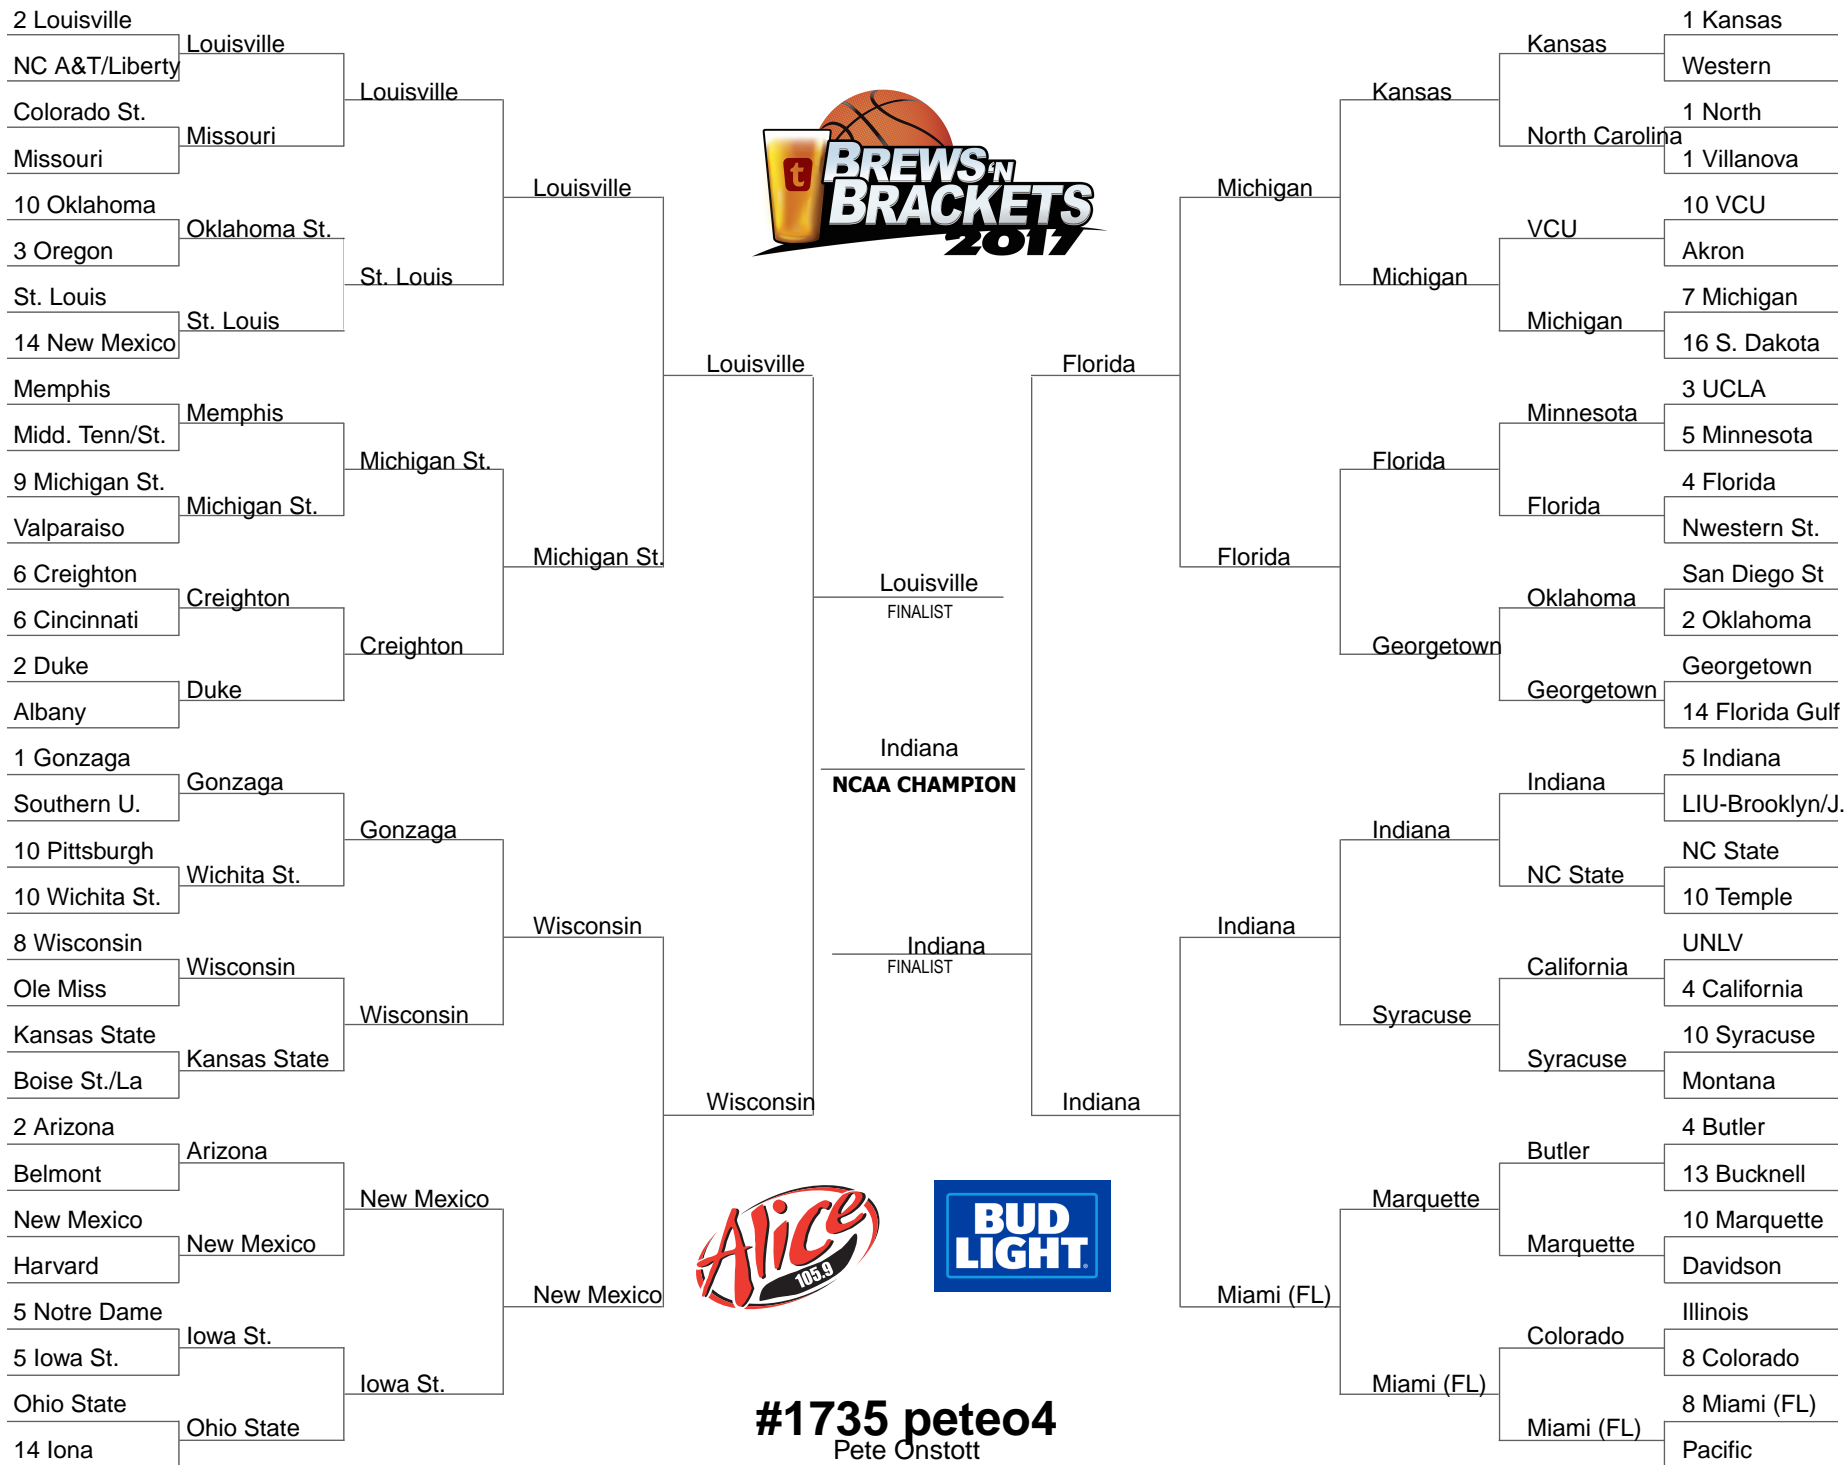 2 Louisville
NC A&T/Liberty
Colorado St.
Missouri
10 Oklahoma
3 Oregon
St. Louis
14 New Mexico
Memphis
Midd. Tenn/St.
9 Michigan St.
Valparaiso
6 Creighton
6 Cincinnati
2 Duke
Albany
1 Gonzaga
Southern U.
10 Pittsburgh
10 Wichita St.
8 Wisconsin
Ole Miss
Kansas State
Boise St./La
2 Arizona
Belmont
New Mexico
Harvard
5 Notre Dame
5 Iowa St.
Ohio State
14 Iona
Louisville
Missouri
Oklahoma St.
St. Louis
Memphis
Michigan St.
Creighton
Duke
Gonzaga
Wichita St.
Wisconsin
Kansas State
Arizona
New Mexico
Iowa St.
Ohio State
Louisville
St. Louis
Michigan St.
Creighton
Gonzaga
Wisconsin
New Mexico
Iowa St.
Louisville
Michigan St.
Wisconsin
New Mexico
Louisville
Wisconsin
t
BREWS 'N
BRACKETS
2017
Louisville
FINALIST
Indiana
NCAA CHAMPION
Indiana
FINALIST
Alice
105.9
BUD
LIGHT
#1735 peteo4
Pete Onstott
Florida
Indiana
Michigan
Florida
Indiana
Miami (FL)
Kansas
Michigan
Florida
Georgetown
Indiana
Syracuse
Marquette
Miami (FL)
Kansas
North Carolina
VCU
Michigan
Minnesota
Florida
Oklahoma
Georgetown
Indiana
NC State
California
Syracuse
Butler
Marquette
Colorado
Miami (FL)
1 Kansas
Western
1 North
1 Villanova
10 VCU
Akron
7 Michigan
16 S. Dakota
3 UCLA
5 Minnesota
4 Florida
Nwestern St.
San Diego St
2 Oklahoma
Georgetown
14 Florida Gulf
5 Indiana
LIU-Brooklyn/J.
NC State
10 Temple
UNLV
4 California
10 Syracuse
Montana
4 Butler
13 Bucknell
10 Marquette
Davidson
Illinois
8 Colorado
8 Miami (FL)
Pacific